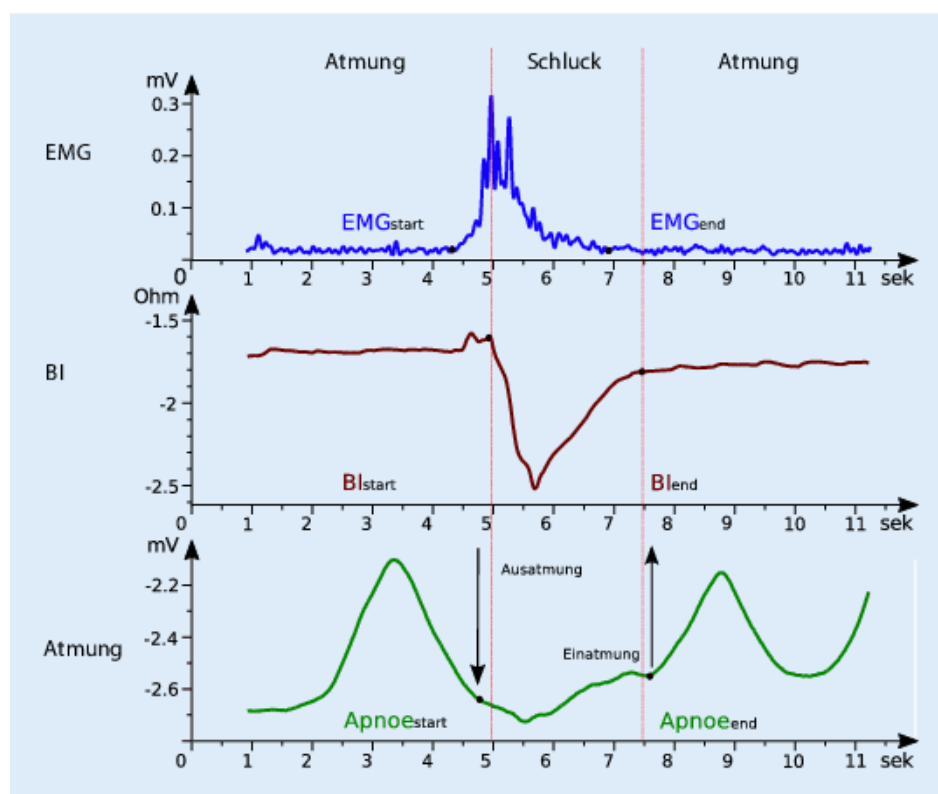 Atmung Schluck Atmung
mV
0.3
0.2
0.1
EMG
EMGstart
EMGend
0 1 2 3 4 5 6 7 8 9 10 11 sek
Ohm
-1.5
-2
-2.5
BI
BIstart
BIend
0 1 2 3 4 5 6 7 8 9 10 11 sek
mV
-2.2
-2.4
-2.6
Atmung
Ausatmung
Einatmung
Apnoestart
Apnoeend
0 1 2 3 4 5 6 7 8 9 10 11 sek